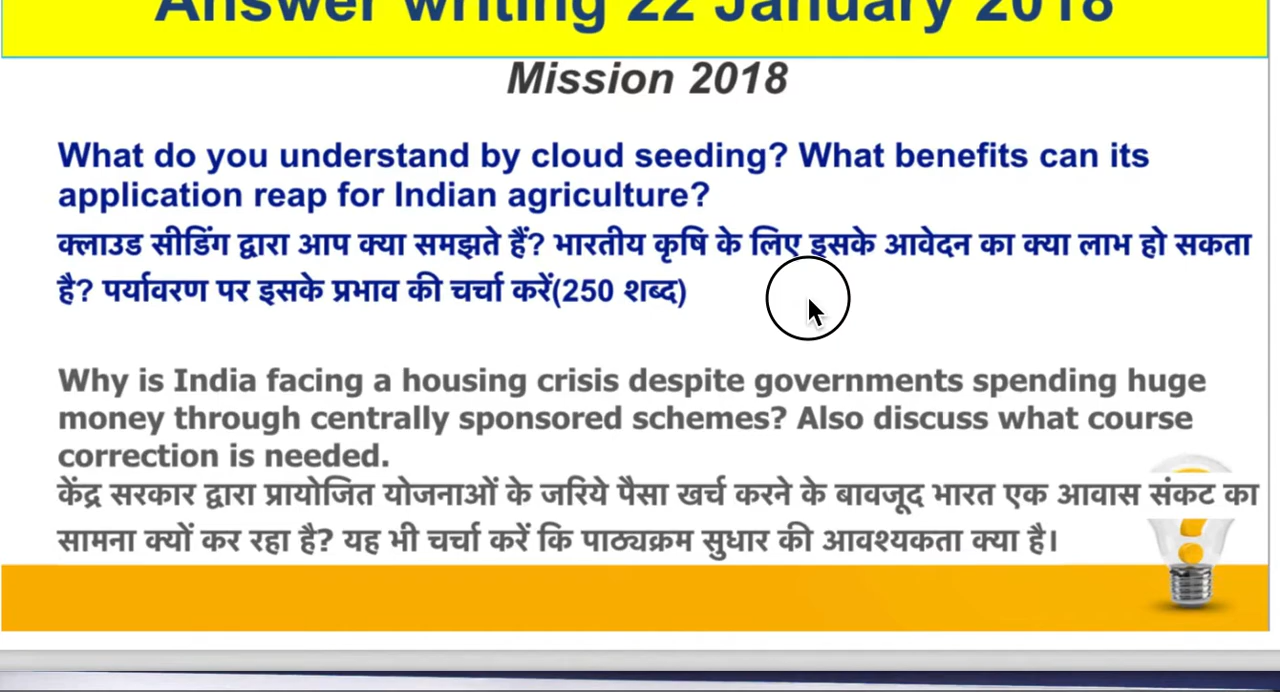 Answer writing 22 January 2018
Mission 2018
What do you understand by cloud seeding? What benefits can its
application reap for Indian agriculture?
क्लाउड सीडिंग द्वारा आप क्या समझते हैं? भारतीय कृषि के लिए इसके आवेदन का क्या लाभ हो सकता
है? पर्यावरण पर इसके प्रभाव की चर्चा करें(250 शब्द)
Why is India facing a housing crisis despite governments spending huge
money through centrally sponsored schemes? Also discuss what course
correction is needed.
केंद्र सरकार द्वारा प्रायोजित योजनाओं के जरिये पैसा खर्च करने के बावजूद भारत एक आवास संकट का
सामना क्यों कर रहा है? यह भी चर्चा करें कि पाठ्यक्रम सुधार की आवश्यकता क्या है।